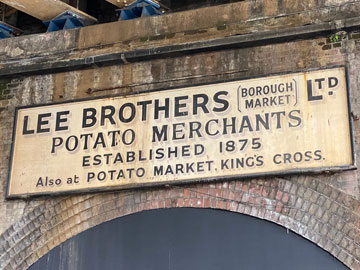 LEE BROTHERS (BOROUGH MARKET) LTD
POTATO MERCHANTS
ESTABLISHED 1875
Also at POTATO MARKET, KING'S CROSS.